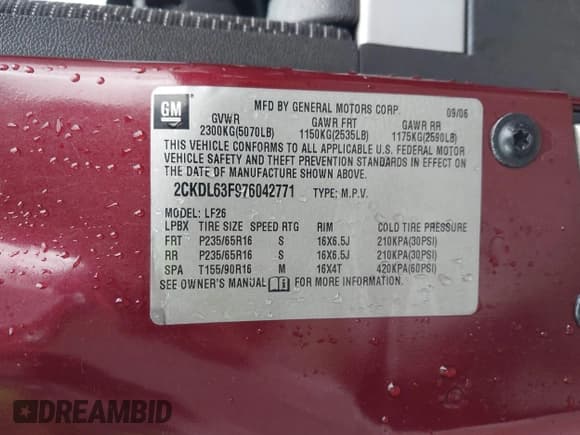 GM
MFD BY GENERAL MOTORS CORP. 09/06
GVWR GAWR FRT GAWR RR
2300KG(5070LB) 1150KG(2535LB) 1175KG(2590LB)
THIS VEHICLE CONFORMS TO ALL APPLICABLE U.S. FEDERAL MOTOR
VEHICLE SAFETY AND THEFT PREVENTION STANDARDS IN EFFECT ON
THE DATE OF MANUFACTURE SHOWN ABOVE.
2CKDL63F976042771 TYPE; M.P.V.
MODEL: LF26
LPBX TIRE SIZE SPEED RTG RIM COLD TIRE PRESSURE
FRT P235/65R16 S 16X6.5J 210KPA(30PSI)
RR P235/65R16 S 16X6.5J 210KPA(30PSI)
SPA T155/90R16 M 16X4T 420KPA(60PSI)
SEE OWNER'S MANUAL FOR MORE INFORMATION.
DREAMBID